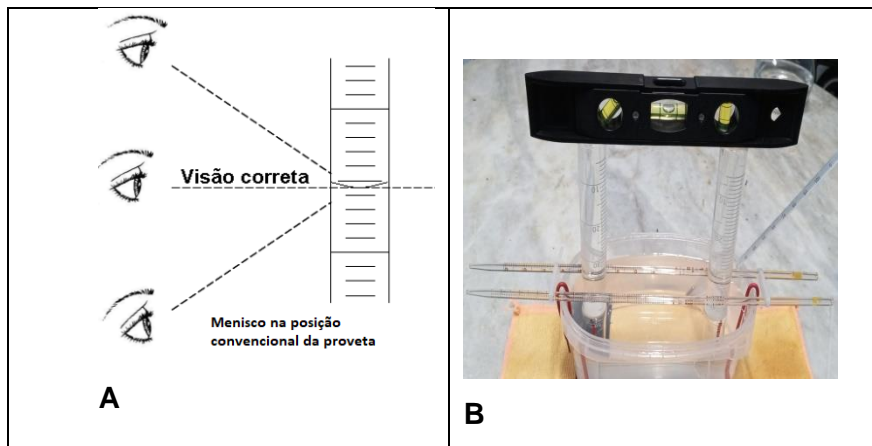 Visão correta
Menisco na posição
convencional da proveta
A
B